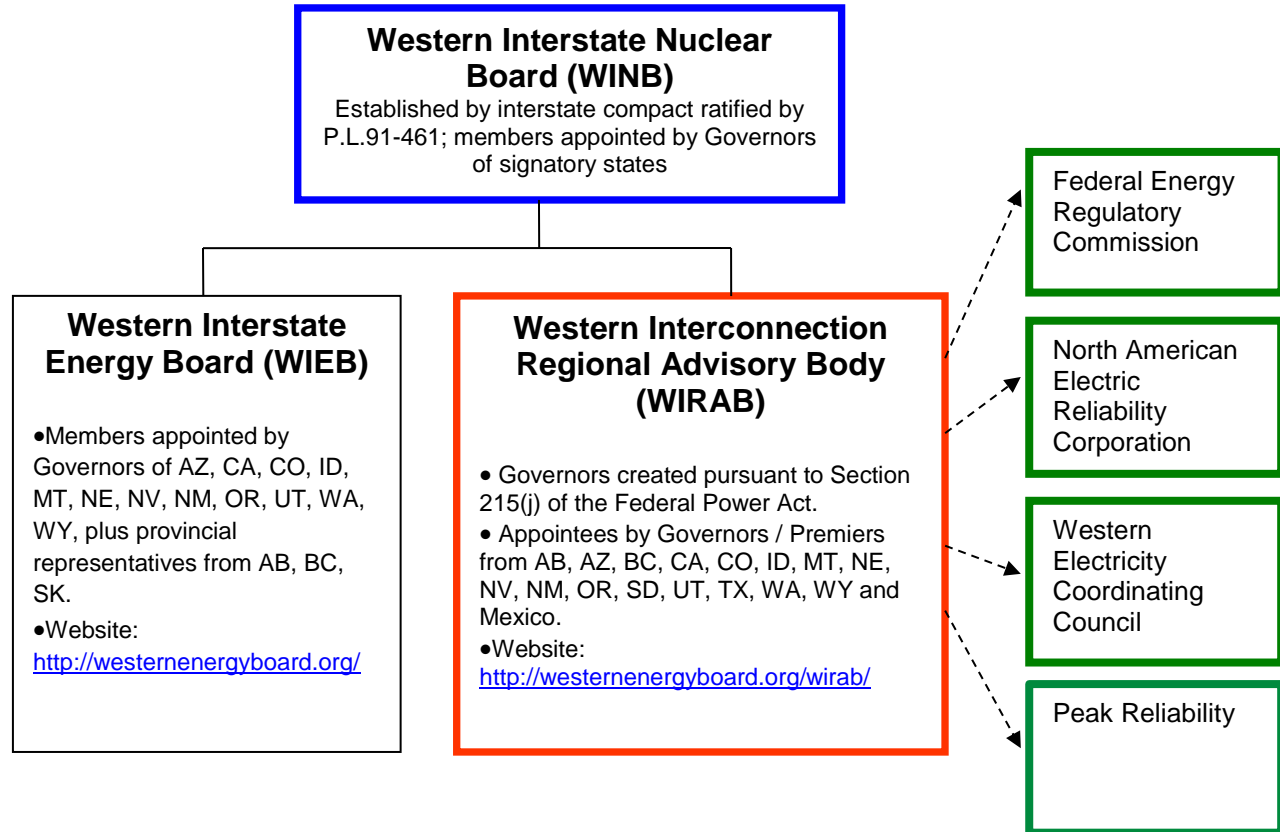 Western Interstate Nuclear
Board (WINB)
Established by interstate compact ratified by
P.L.91-461; members appointed by Governors
of signatory states
Western Interstate
Energy Board (WIEB)
•Members appointed by
Governors of AZ, CA, CO, ID,
MT, NE, NV, NM, OR, UT, WA,
WY, plus provincial
representatives from AB, BC,
SK.
•Website:
http://westernenergyboard.org/
Western Interconnection
Regional Advisory Body
(WIRAB)
• Governors created pursuant to Section
215(j) of the Federal Power Act.
• Appointees by Governors / Premiers
from AB, AZ, BC, CA, CO, ID, MT, NE,
NV, NM, OR, SD, UT, TX, WA, WY and
Mexico.
•Website:
http://westernenergyboard.org/wirab/
Federal Energy
Regulatory
Commission
North American
Electric
Reliability
Corporation
Western
Electricity
Coordinating
Council
Peak Reliability